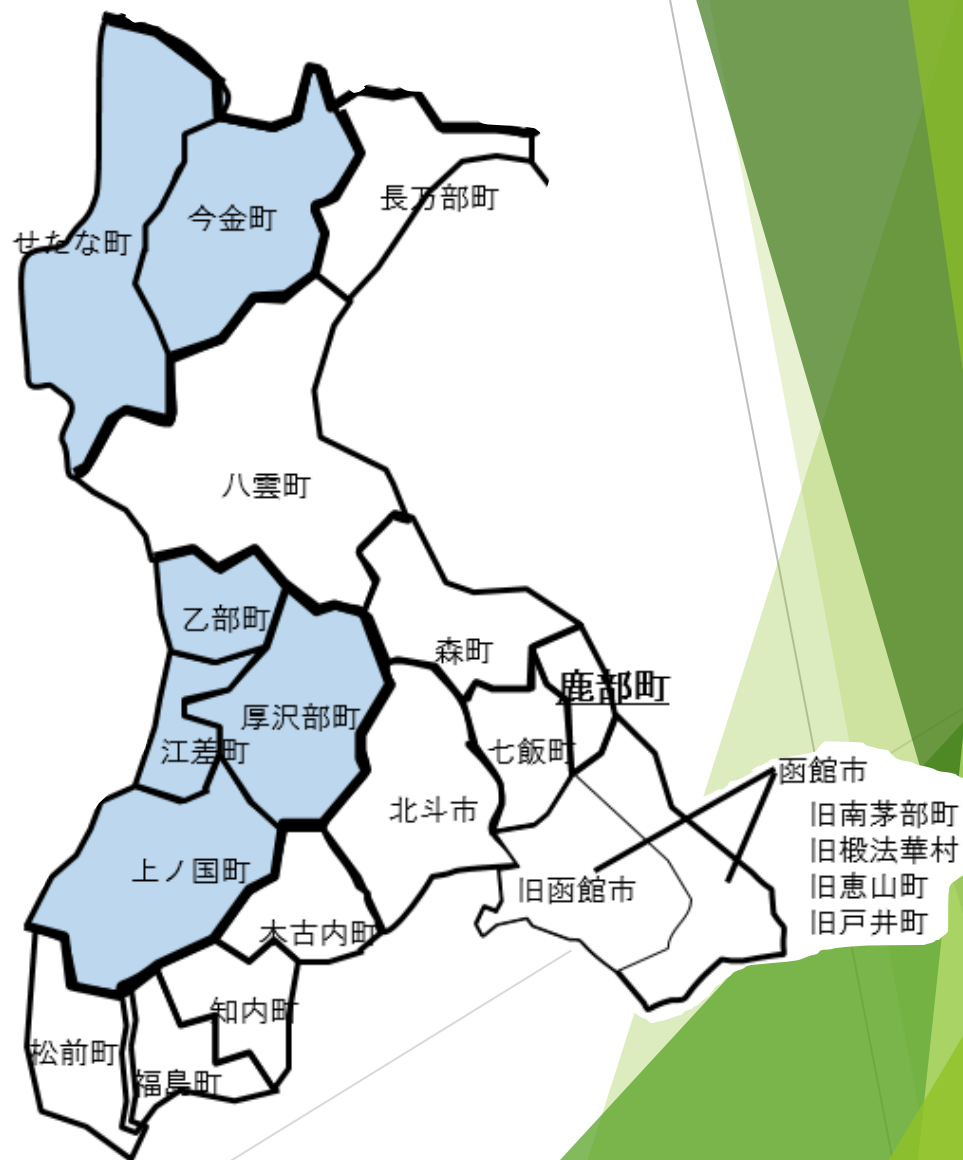 長万部町
今金町
せたな町
八雲町
乙部町
森町
鹿部町
厚沢部町
江差町
七飯町
函館市
北斗市
旧南茅部町
旧椴法華村
旧恵山町
旧戸井町
上ノ国町
旧函館市
木古内町
知内町
松前町
福島町